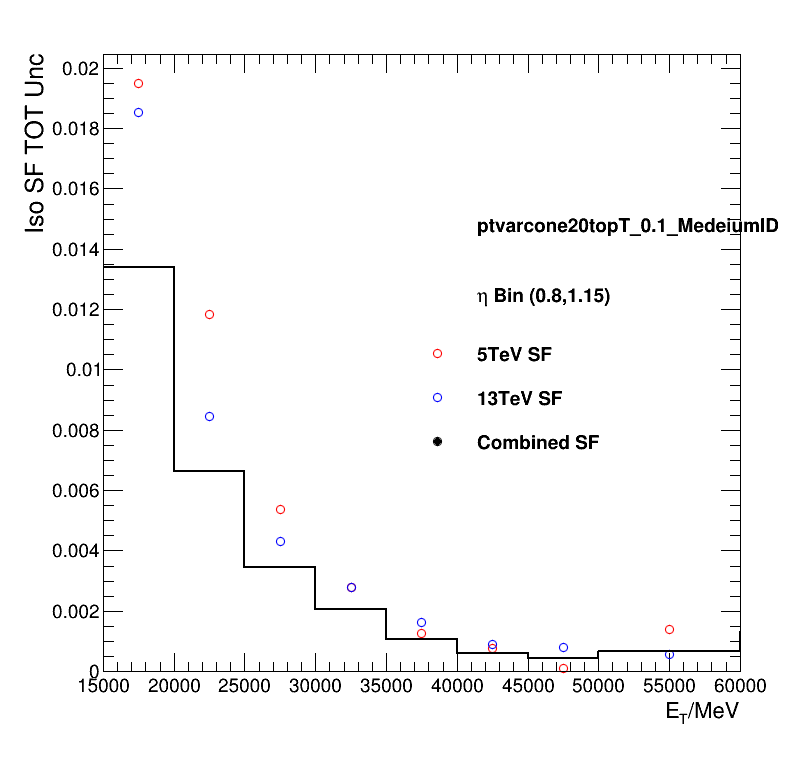 Iso SF TOT Unc
0.02
0.018
0.016
0.014
0.012
0.01
0.008
0.006
0.004
0.002
0
ptvarcone20topT_0.1_MedeiumID
η Bin (0.8,1.15)
5TeV SF
13TeV SF
Combined SF
15000 20000 25000 30000 35000 40000 45000 50000 55000 60000
E_T/MeV